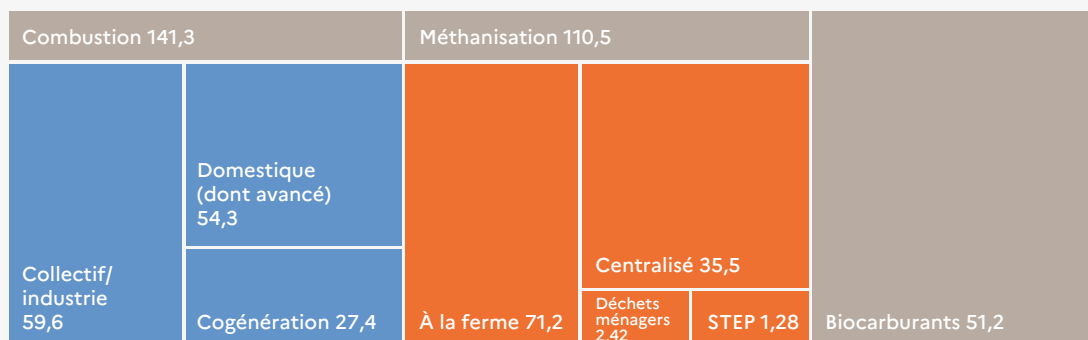 Combustion 141,3
Méthanisation 110,5
Collectif/
industrie
59,6
Domestique
(dont avancé)
54,3
Cogénération 27,4
À la ferme 71,2
Centralisé 35,5
Déchets
ménagers
2,42
STEP 1,28
Biocarburants 51,2